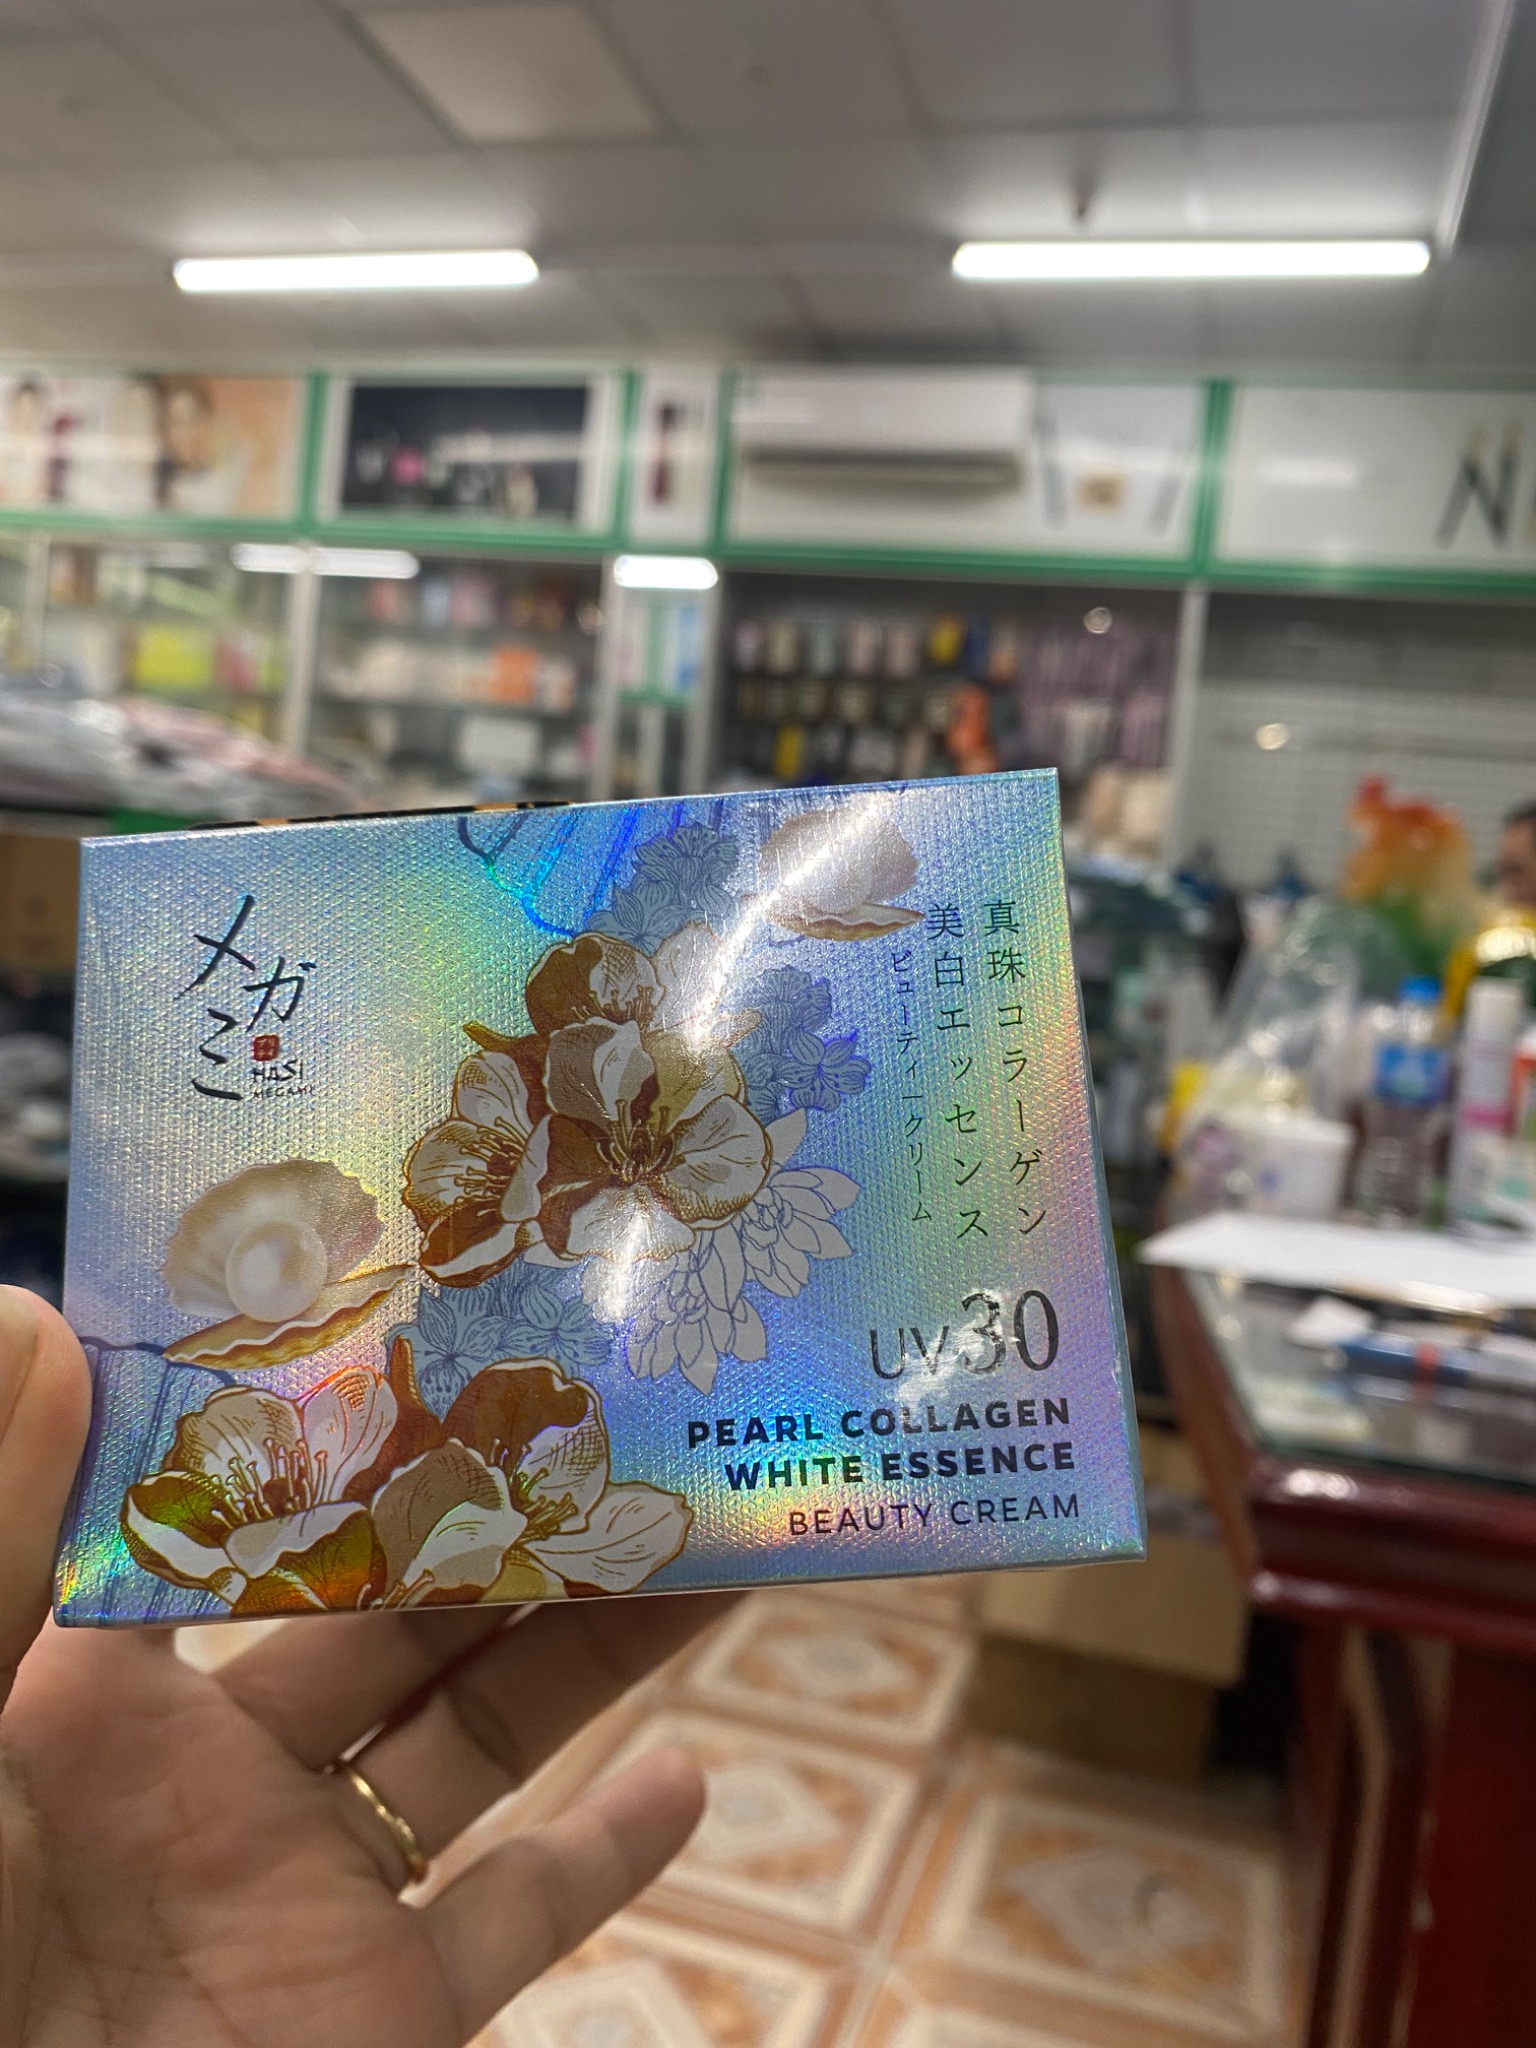 メガミ
HASI
MEGAMI
真珠コラーゲン
美白エッセンス
ビューティークリーム
UV30
PEARL COLLAGEN
WHITE ESSENCE
BEAUTY CREAM